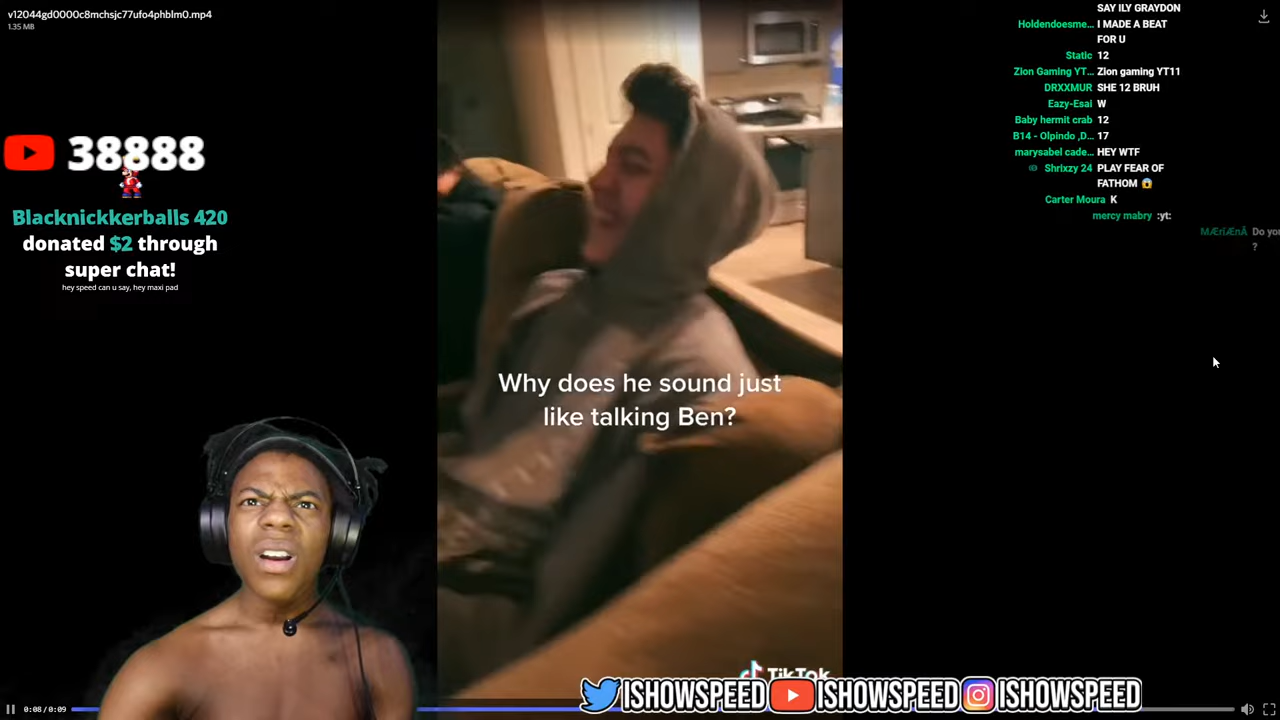 v12044gd0000c8mchsjc77ufo4phblm0.mp4
1.35 MB
38888
Blacknickkerballs 420
donated $2 through
super chat!
hey speed can u say, hey maxi pad
Why does he sound just
like talking Ben?
TikTok
SAY ILY GRAYDON
Holdendoesme... I MADE A BEAT
FOR U
Static 12
Zion Gaming YT... Zion gaming YT11
DRXXMUR SHE 12 BRUH
Eazy-Esai W
Baby hermit crab 12
B14 - Olpindo ,D... 17
marysabel cade... HEY WTF
Shrixzy 24 PLAY FEAR OF
FATHOM 😱
Carter Moura K
mercy mabry :yt:
MÆriÆnÂ Do you
?
ISHOWSPEED ISHOWSPEED ISHOWSPEED
0:08 / 0:09